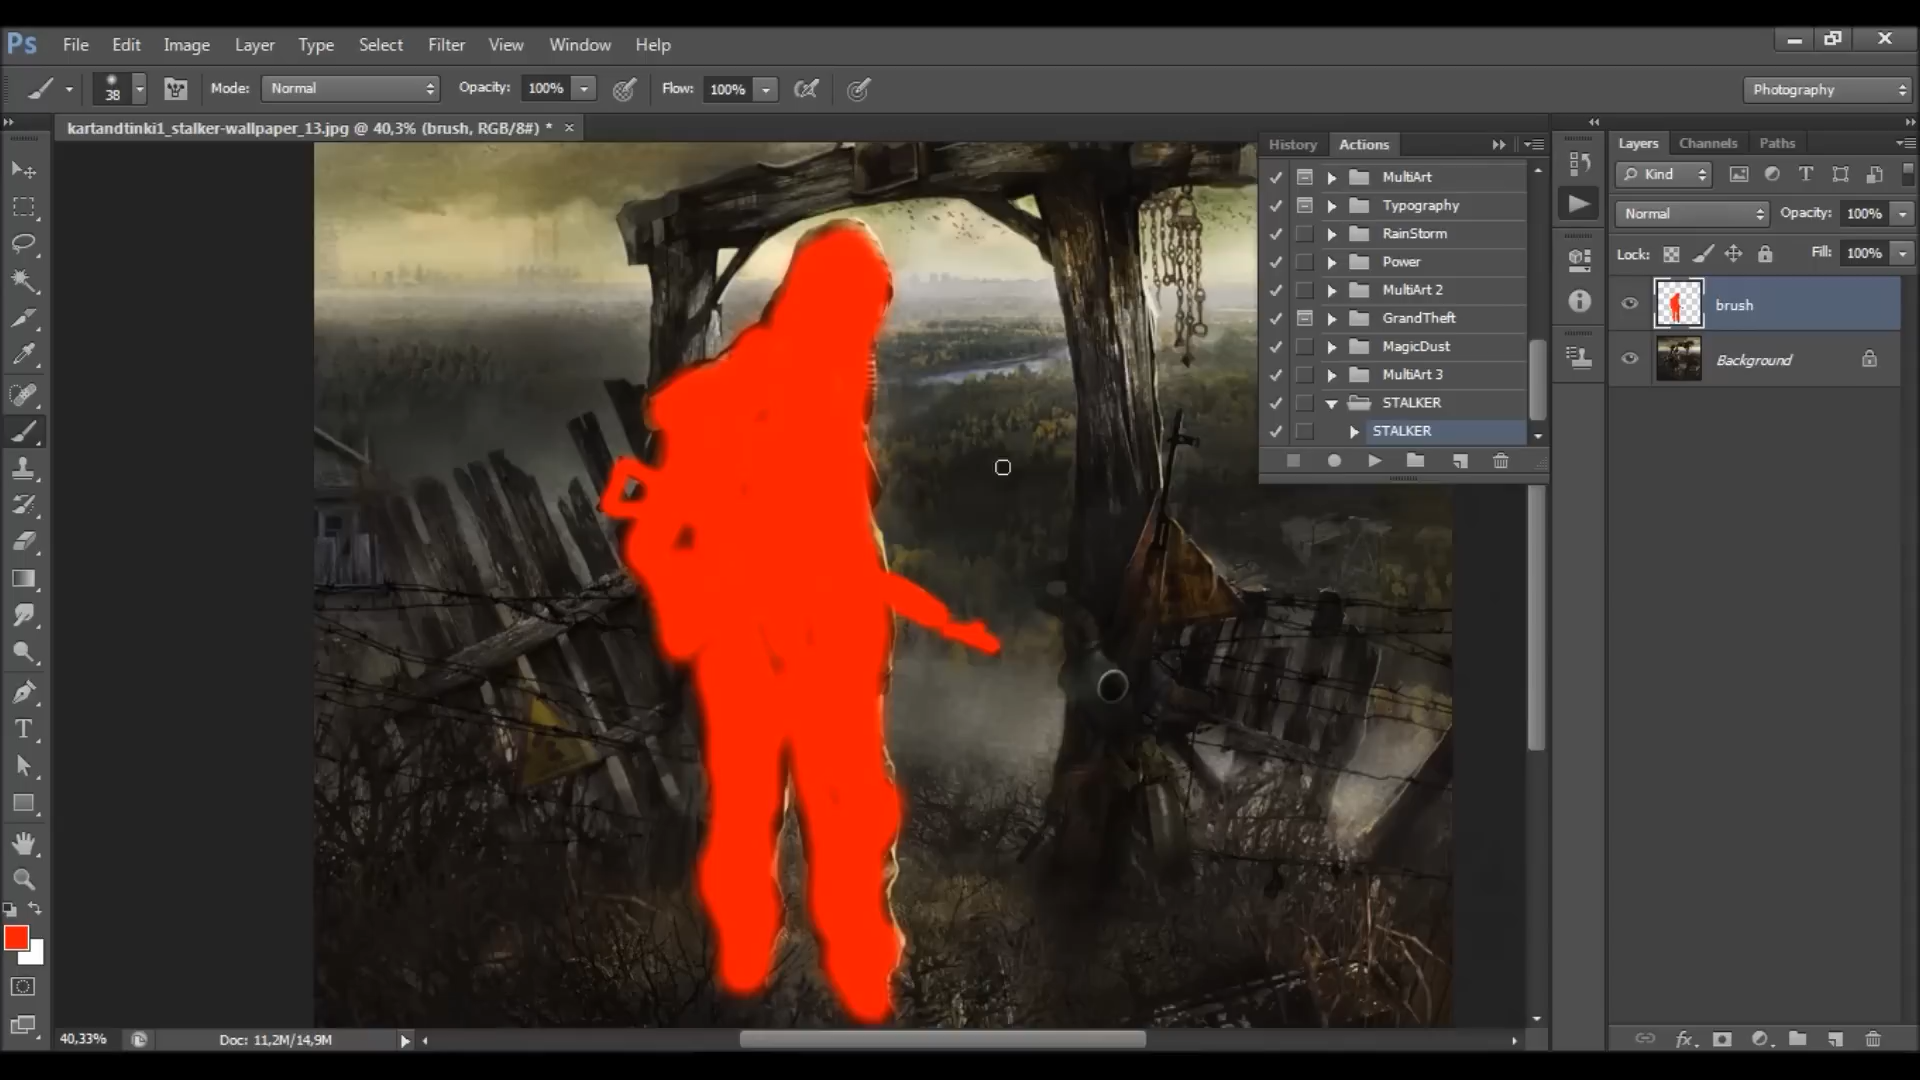 Ps File Edit Image Layer Type Select Filter View Window Help
38 Mode: Normal Opacity: 100% Flow: 100% Photography
kartandtinki1_stalker-wallpaper_13.jpg @ 40,3% (brush, RGB/8#) * ×
History Actions
MultiArt
Typography
RainStorm
Power
MultiArt 2
GrandTheft
MagicDust
MultiArt 3
STALKER
STALKER
Layers Channels Paths
Kind
Normal Opacity: 100%
Lock: Fill: 100%
brush
Background
40,33% Doc: 11,2M/14,9M
fx